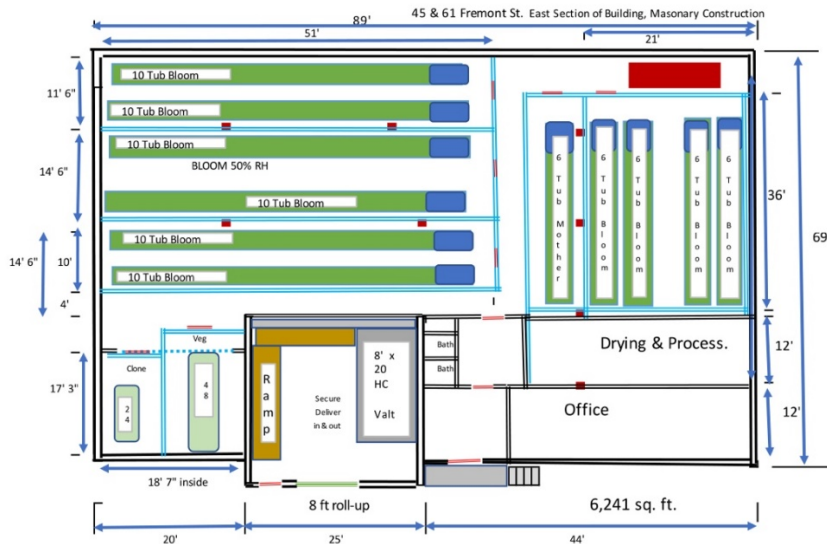 45 & 61 Fremont St. East Section of Building, Masonary Construction
89'
51'
21'
10 Tub Bloom
11' 6"
10 Tub Bloom
10 Tub Bloom
BLOOM 50% RH
14' 6"
10 Tub Bloom
10 Tub Bloom
14' 6"
10'
10 Tub Bloom
4'
6 Tub Mother
6 Tub Bloom
6 Tub Bloom
6 Tub Bloom
6 Tub Bloom
36'
69'
Veg
Clone
24
48
17' 3"
18' 7" inside
Ramp
Secure
Deliver
in & out
8' x
20
HC
Valt
Bath
Bath
Drying & Process.
12'
Office
12'
8 ft roll-up
6,241 sq. ft.
20'
25'
44'